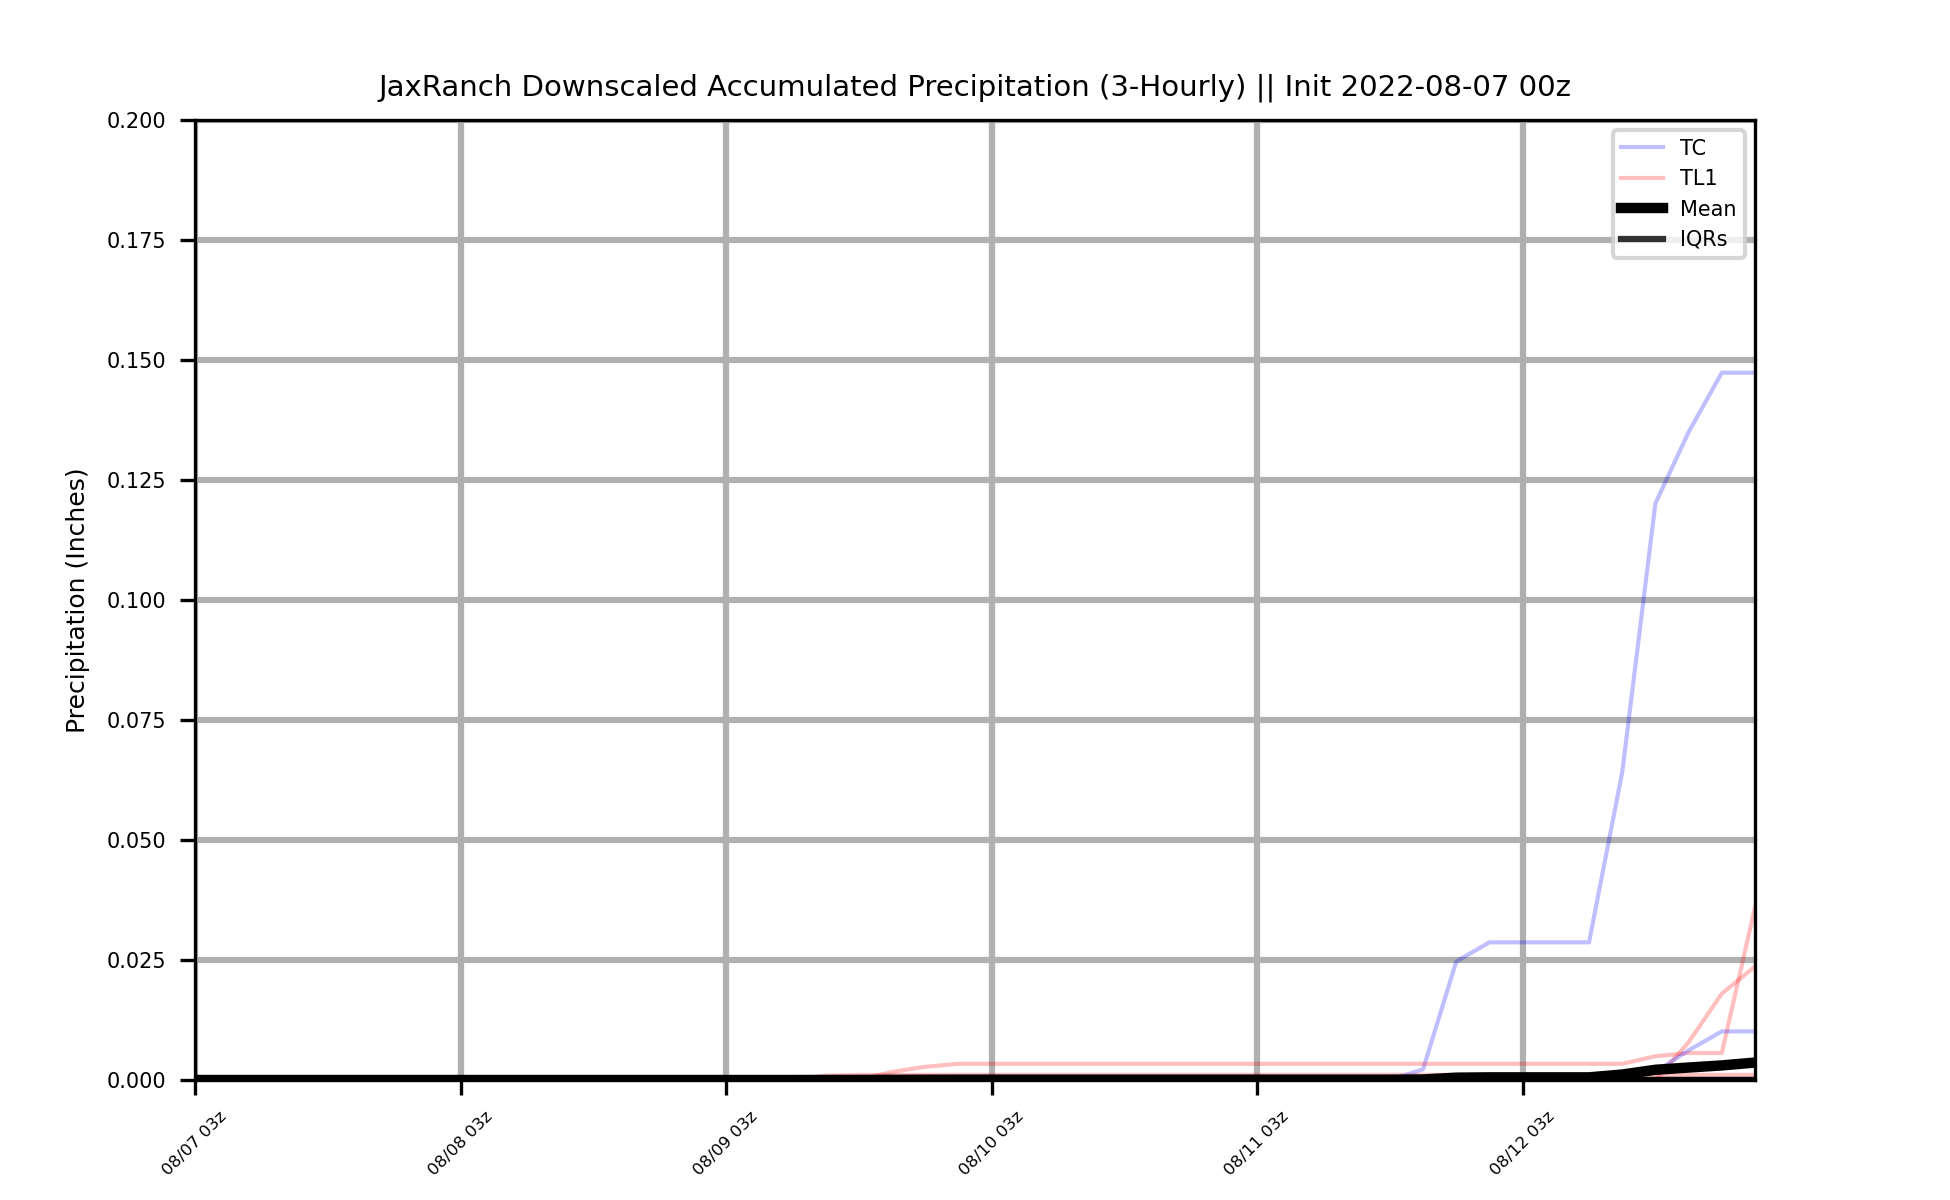 JaxRanch Downscaled Accumulated Precipitation (3-Hourly) || Init 2022-08-07 00z
TC
TL1
Mean
IQRs
Precipitation (Inches)
0.200
0.175
0.150
0.125
0.100
0.075
0.050
0.025
0.000
08/07 03z
08/08 03z
08/09 03z
08/10 03z
08/11 03z
08/12 03z